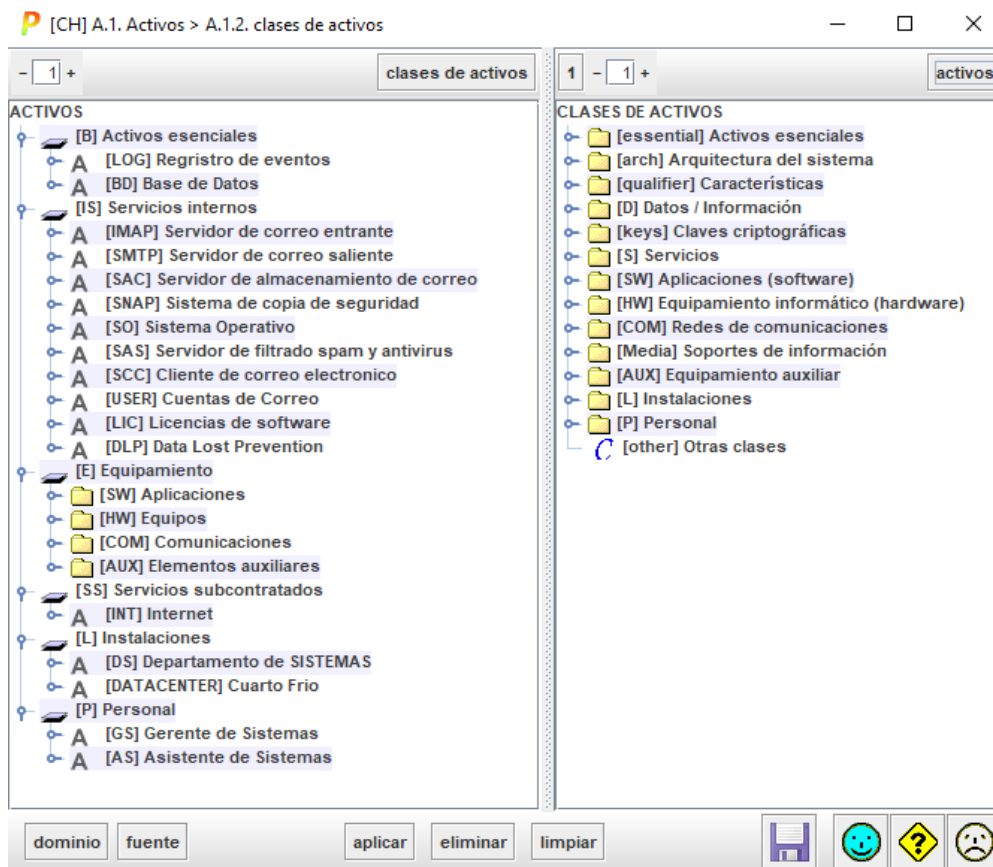 [CH] A.1. Activos > A.1.2. clases de activos
- 1 +
clases de activos
1 - 1 +
activos
ACTIVOS
[B] Activos esenciales
[LOG] Regristro de eventos
[BD] Base de Datos
[IS] Servicios internos
[IMAP] Servidor de correo entrante
[SMTP] Servidor de correo saliente
[SAC] Servidor de almacenamiento de correo
[SNAP] Sistema de copia de seguridad
[SO] Sistema Operativo
[SAS] Servidor de filtrado spam y antivirus
[SCC] Cliente de correo electronico
[USER] Cuentas de Correo
[LIC] Licencias de software
[DLP] Data Lost Prevention
[E] Equipamiento
[SW] Aplicaciones
[HW] Equipos
[COM] Comunicaciones
[AUX] Elementos auxiliares
[SS] Servicios subcontratados
[INT] Internet
[L] Instalaciones
[DS] Departamento de SISTEMAS
[DATACENTER] Cuarto Frio
[P] Personal
[GS] Gerente de Sistemas
[AS] Asistente de Sistemas
CLASES DE ACTIVOS
[essential] Activos esenciales
[arch] Arquitectura del sistema
[qualifier] Características
[D] Datos / Información
[keys] Claves criptográficas
[S] Servicios
[SW] Aplicaciones (software)
[HW] Equipamiento informático (hardware)
[COM] Redes de comunicaciones
[Media] Soportes de información
[AUX] Equipamiento auxiliar
[L] Instalaciones
[P] Personal
[other] Otras clases
dominio
fuente
aplicar
eliminar
limpiar